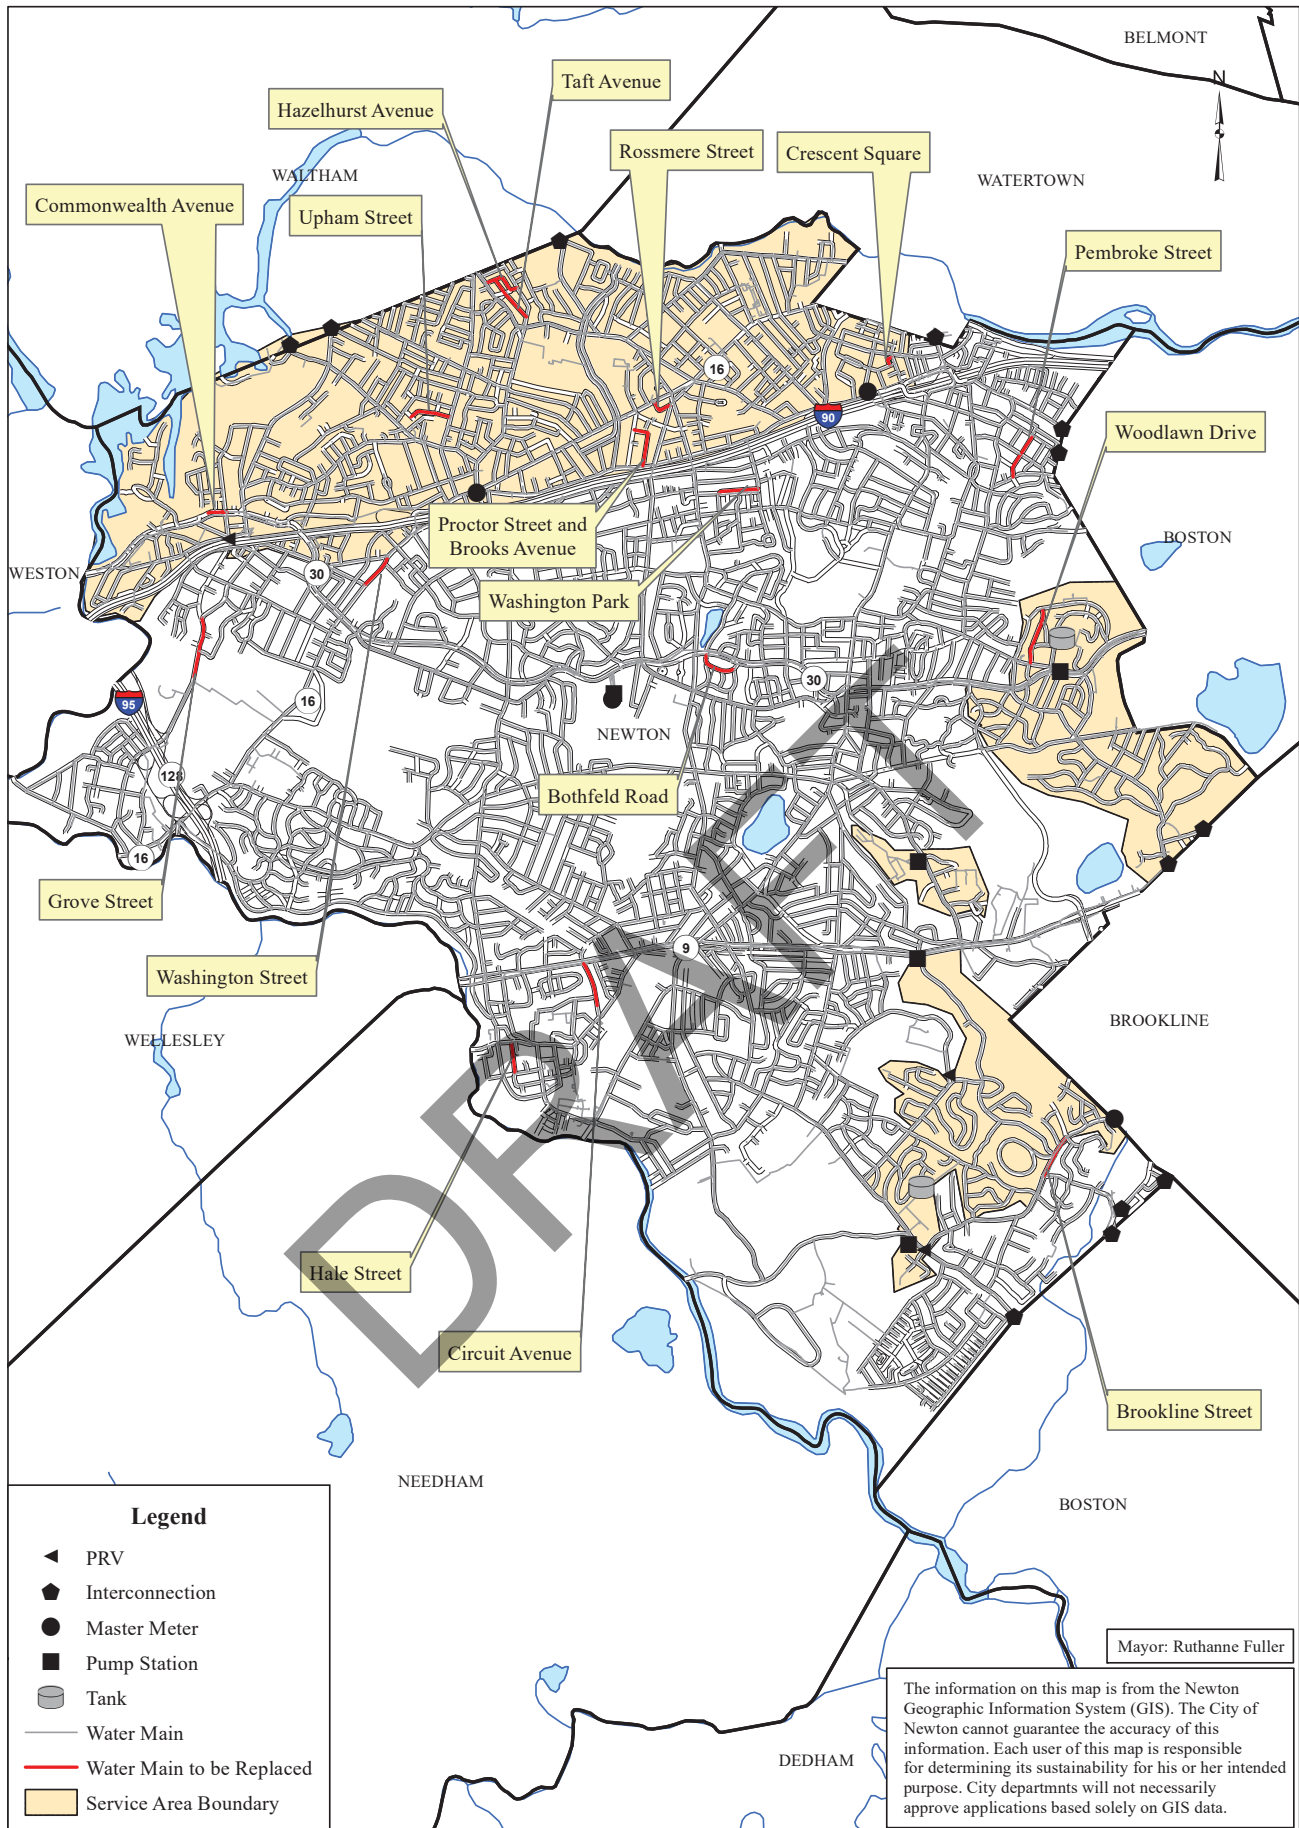 BELMONT
N
Taft Avenue
Hazelhurst Avenue
Rossmere Street
Crescent Square
WALTHAM
WATERTOWN
Commonwealth Avenue
Upham Street
Pembroke Street
16
90
Woodlawn Drive
Proctor Street and
Brooks Avenue
BOSTON
WESTON
30
Washington Park
30
16
95
NEWTON
128
Bothfeld Road
16
Grove Street
9
Washington Street
BROOKLINE
WELLESLEY
DRAFT
Hale Street
Circuit Avenue
Brookline Street
NEEDHAM
BOSTON
Legend
PRV
Interconnection
Master Meter
Pump Station
Tank
Water Main
Water Main to be Replaced
Service Area Boundary
Mayor: Ruthanne Fuller
The information on this map is from the Newton
Geographic Information System (GIS). The City of
Newton cannot guarantee the accuracy of this
information. Each user of this map is responsible
for determining its sustainability for his or her intended
purpose. City departmnts will not necessarily
approve applications based solely on GIS data.
DEDHAM